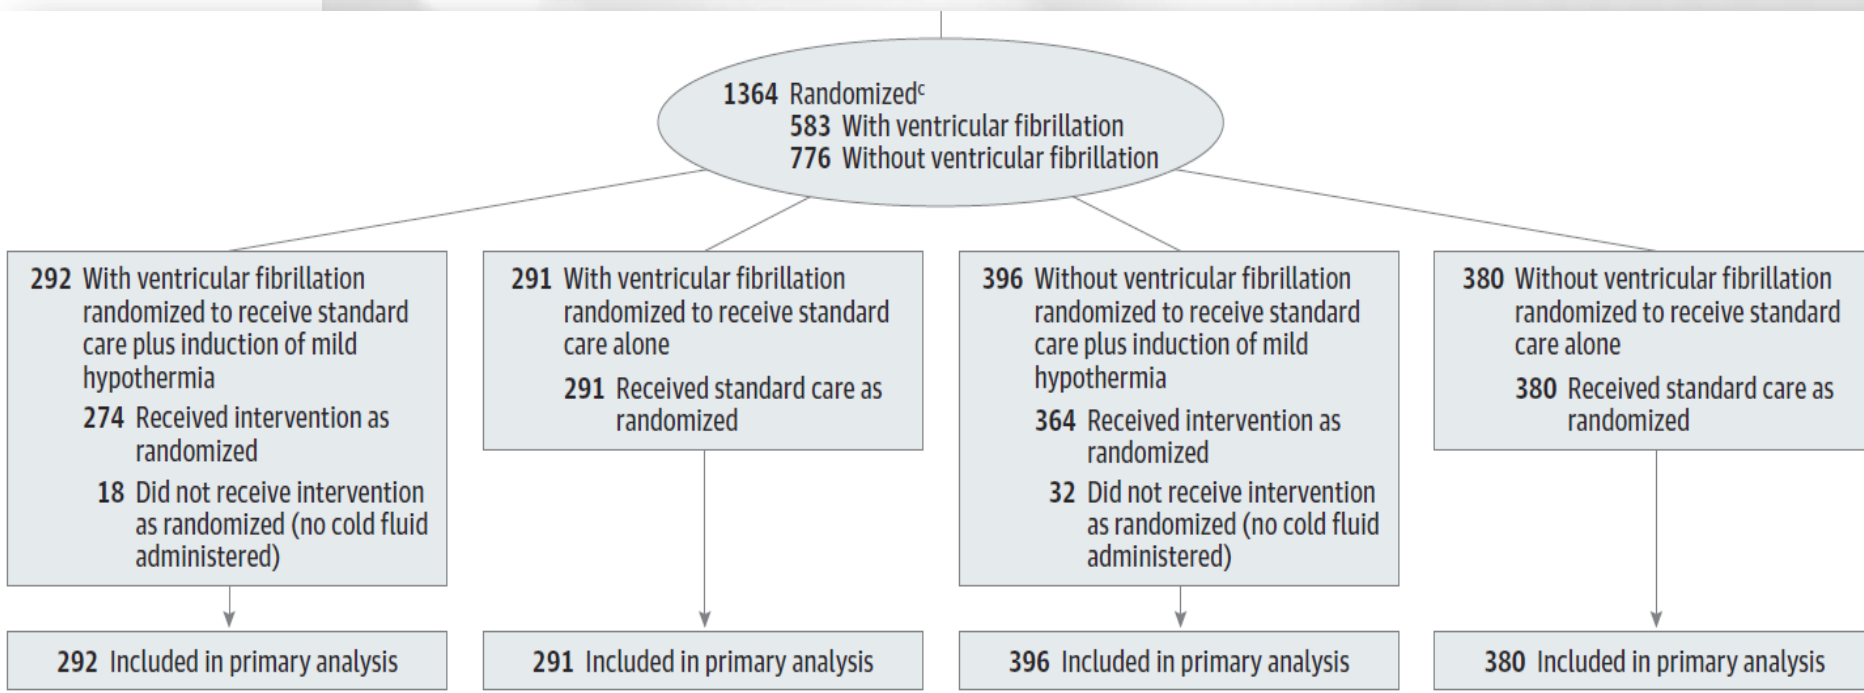 1364 Randomizedᶜ
583 With ventricular fibrillation
776 Without ventricular fibrillation
292 With ventricular fibrillation
randomized to receive standard
care plus induction of mild
hypothermia
274 Received intervention as
randomized
18 Did not receive intervention
as randomized (no cold fluid
administered)
291 With ventricular fibrillation
randomized to receive standard
care alone
291 Received standard care as
randomized
396 Without ventricular fibrillation
randomized to receive standard
care plus induction of mild
hypothermia
364 Received intervention as
randomized
32 Did not receive intervention
as randomized (no cold fluid
administered)
380 Without ventricular fibrillation
randomized to receive standard
care alone
380 Received standard care as
randomized
292 Included in primary analysis
291 Included in primary analysis
396 Included in primary analysis
380 Included in primary analysis